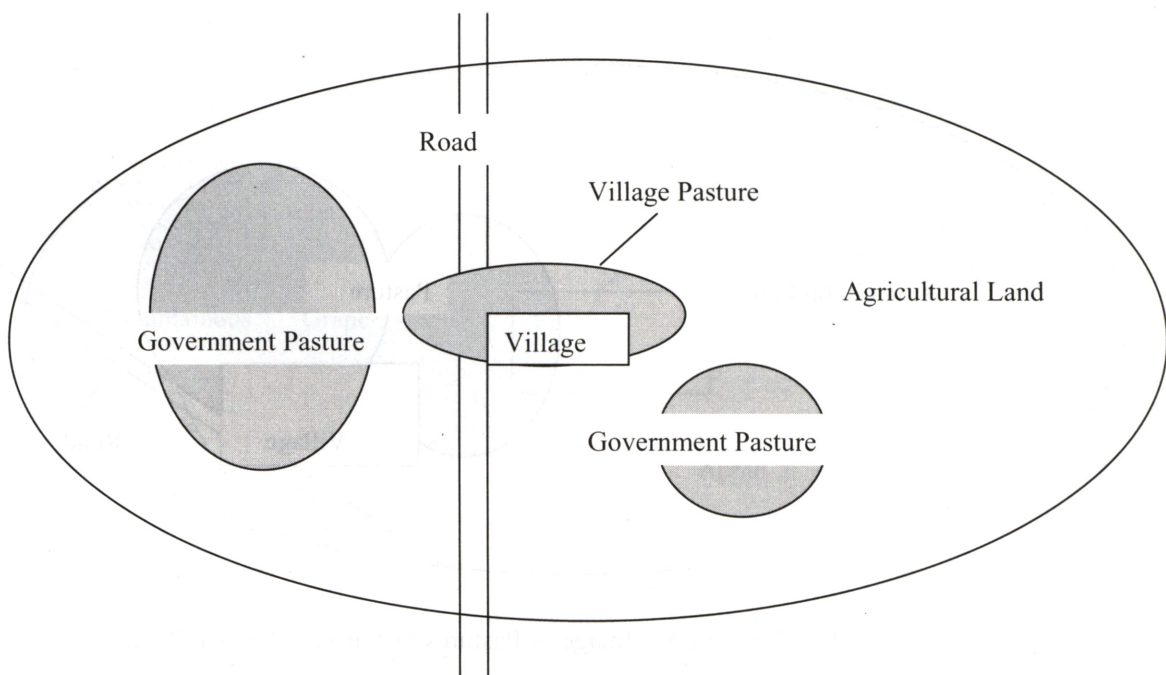 Road
Village Pasture
Agricultural Land
Government Pasture
Village
Government Pasture